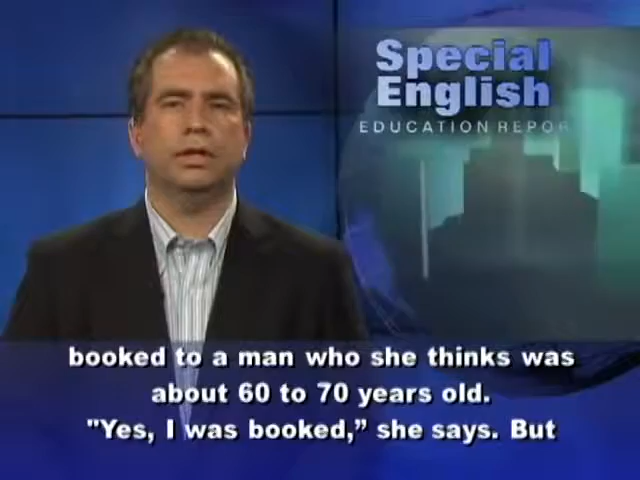 Special
English
EDUCATION REPORT
booked to a man who she thinks was
about 60 to 70 years old.
"Yes, I was booked,” she says. But